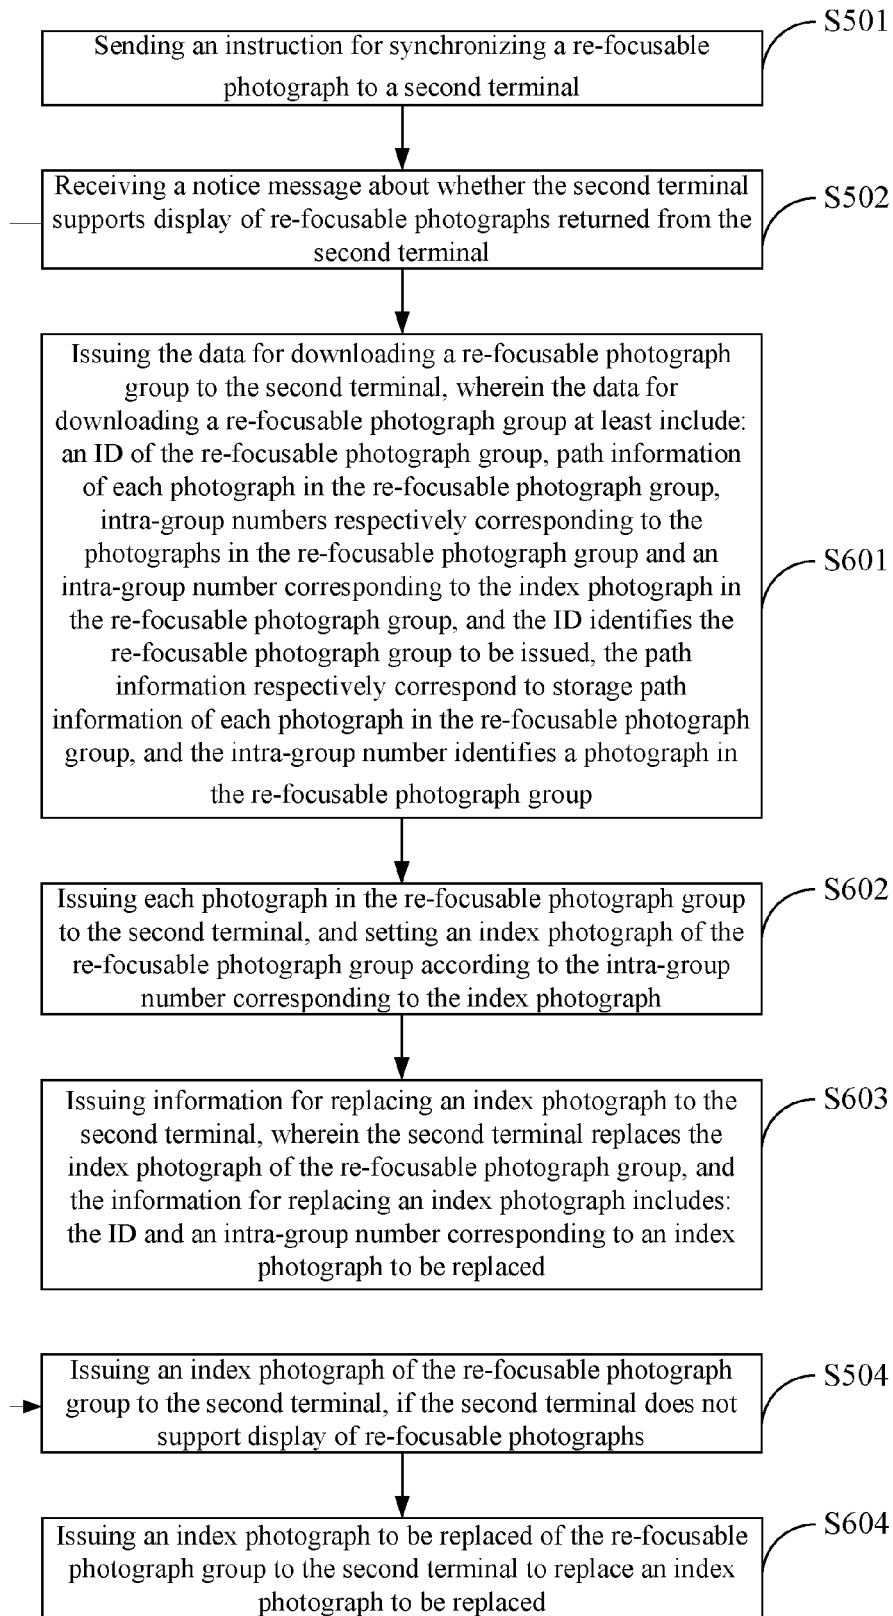 S501
Sending an instruction for synchronizing a re-focusable
photograph to a second terminal
S502
Receiving a notice message about whether the second terminal
supports display of re-focusable photographs returned from the
second terminal
Issuing the data for downloading a re-focusable photograph
group to the second terminal, wherein the data for
downloading a re-focusable photograph group at least include:
an ID of the re-focusable photograph group, path information
of each photograph in the re-focusable photograph group,
intra-group numbers respectively corresponding to the
photographs in the re-focusable photograph group and an
intra-group number corresponding to the index photograph in
the re-focusable photograph group, and the ID identifies the
re-focusable photograph group to be issued, the path
information respectively correspond to storage path
information of each photograph in the re-focusable photograph
group, and the intra-group number identifies a photograph in
the re-focusable photograph group
S601
S602
Issuing each photograph in the re-focusable photograph group
to the second terminal, and setting an index photograph of the
re-focusable photograph group according to the intra-group
number corresponding to the index photograph
S603
Issuing information for replacing an index photograph to the
second terminal, wherein the second terminal replaces the
index photograph of the re-focusable photograph group, and
the information for replacing an index photograph includes:
the ID and an intra-group number corresponding to an index
photograph to be replaced
S504
Issuing an index photograph of the re-focusable photograph
group to the second terminal, if the second terminal does not
support display of re-focusable photographs
S604
Issuing an index photograph to be replaced of the re-focusable
photograph group to the second terminal to replace an index
photograph to be replaced